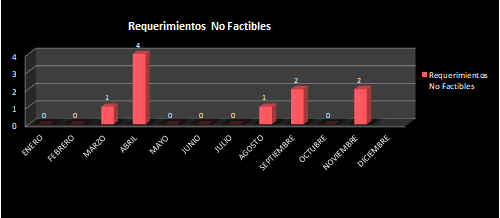 Requerimientos No Factibles
4
3
2
1
0
0
0
1
4
0
0
0
1
2
0
2
ENERO
FEBRERO
MARZO
ABRIL
MAYO
JUNIO
JULIO
AGOSTO
SEPTIEMBRE
OCTUBRE
NOVIEMBRE
DICIEMBRE
Requerimientos
No Factibles